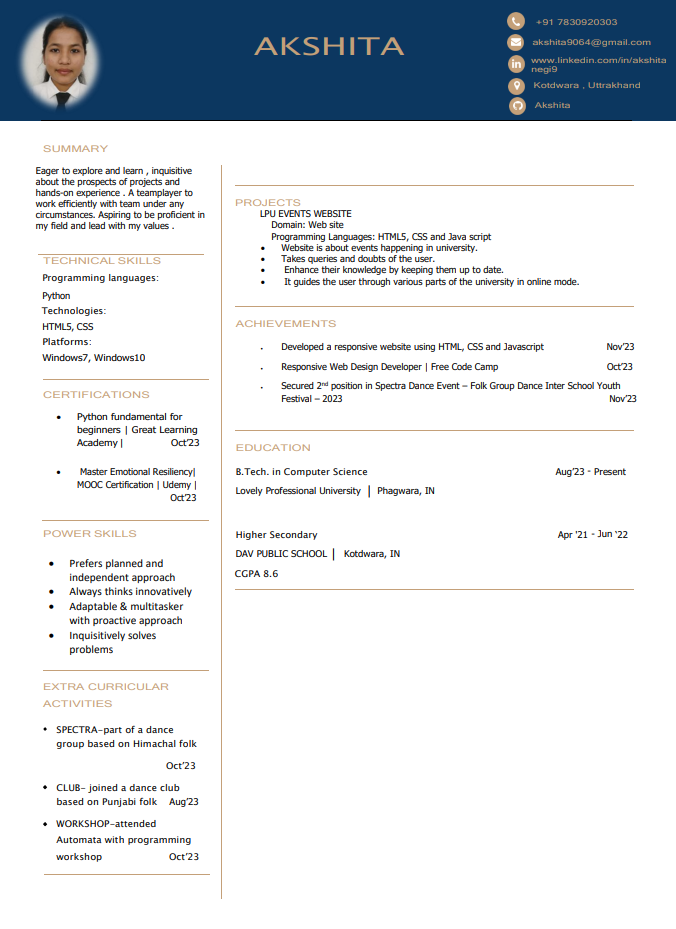 AKSHITA
+91 7830920303
akshita9064@gmail.com
www.linkedin.com/in/akshita
negi9
Kotdwara , Uttrakhand
Akshita
SUMMARY
Eager to explore and learn , inquisitive
about the prospects of projects and
hands-on experience . A teamplayer to
work efficiently with team under any
circumstances. Aspiring to be proficient in
my field and lead with my values .
TECHNICAL SKILLS
Programming languages:
Python
Technologies:
HTML5, CSS
Platforms:
Windows7, Windows10
CERTIFICATIONS
• Python fundamental for
beginners | Great Learning
Academy | Oct'23
• Master Emotional Resiliency|
MOOC Certification | Udemy |
Oct'23
POWER SKILLS
• Prefers planned and
independent approach
• Always thinks innovatively
• Adaptable & multitasker
with proactive approach
• Inquisitively solves
problems
EXTRA CURRICULAR
ACTIVITIES
• SPECTRA-part of a dance
group based on Himachal folk
Oct'23
• CLUB- joined a dance club
based on Punjabi folk Aug'23
• WORKSHOP-attended
Automata with programming
workshop Oct'23
PROJECTS
LPU EVENTS WEBSITE
Domain: Web site
Programming Languages: HTML5, CSS and Java script
• Website is about events happening in university.
• Takes queries and doubts of the user.
• Enhance their knowledge by keeping them up to date.
• It guides the user through various parts of the university in online mode.
ACHIEVEMENTS
. Developed a responsive website using HTML, CSS and Javascript Nov'23
. Responsive Web Design Developer | Free Code Camp Oct'23
. Secured 2nd position in Spectra Dance Event – Folk Group Dance Inter School Youth
Festival – 2023 Nov'23
EDUCATION
B.Tech. in Computer Science Aug'23 - Present
Lovely Professional University | Phagwara, IN
Higher Secondary Apr '21 - Jun '22
DAV PUBLIC SCHOOL | Kotdwara, IN
CGPA 8.6